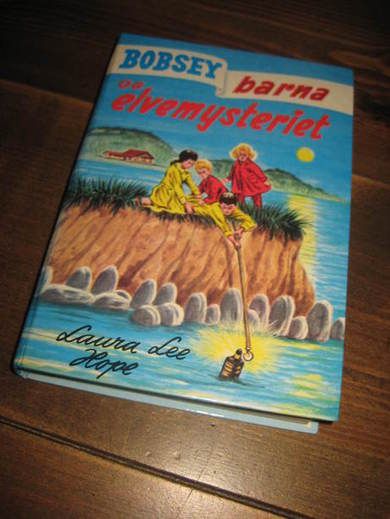 BOBSEY barna
og
elvemysteriet
Laura Lee
Hope